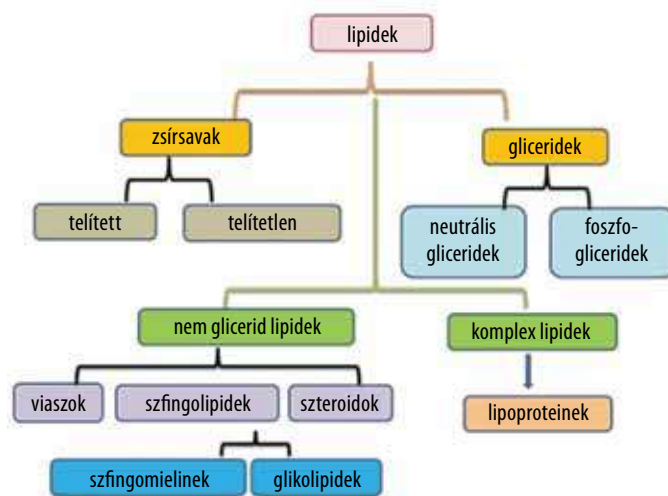 lipidek
zsírsavak
gliceridek
telített
telítetlen
neutrális
gliceridek
foszfo-
gliceridek
nem glicerid lipidek
komplex lipidek
viaszok
szfingolipidek
szteroidok
lipoproteinek
szfingomielinek
glikolipidek